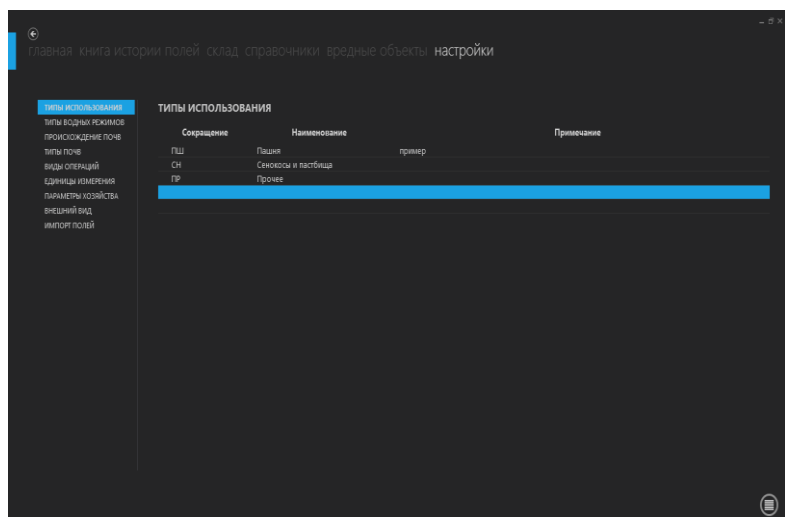 главная книга истории полей склад справочники вредные объекты настройки
ТИПЫ ИСПОЛЬЗОВАНИЯ
ТИПЫ ВОДНЫХ РЕЖИМОВ
ПРОИСХОЖДЕНИЕ ПОЧВ
ТИПЫ ПОЧВ
ВИДЫ ОПЕРАЦИЙ
ЕДИНИЦЫ ИЗМЕРЕНИЯ
ПАРАМЕТРЫ ХОЗЯЙСТВА
ВНЕШНИЙ ВИД
ИМПОРТ ПОЛЕЙ
ТИПЫ ИСПОЛЬЗОВАНИЯ
Сокращение Наименование Примечание
ПШ Пашня пример
СН Сенокосы и пастбища
ПР Прочее